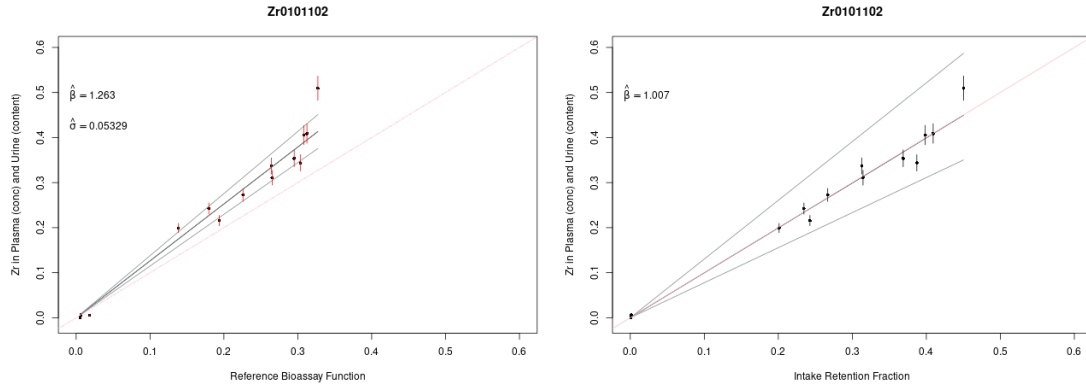 Zr0101102
Zr in Plasma (conc) and Urine (content)
0.6
0.5
0.4
0.3
0.2
0.1
0.0
β̂ = 1.263
σ̂ = 0.05329
0.0 0.1 0.2 0.3 0.4 0.5 0.6
Reference Bioassay Function
Zr0101102
Zr in Plasma (conc) and Urine (content)
0.6
0.5
0.4
0.3
0.2
0.1
0.0
β̂ = 1.007
0.0 0.1 0.2 0.3 0.4 0.5 0.6
Intake Retention Fraction